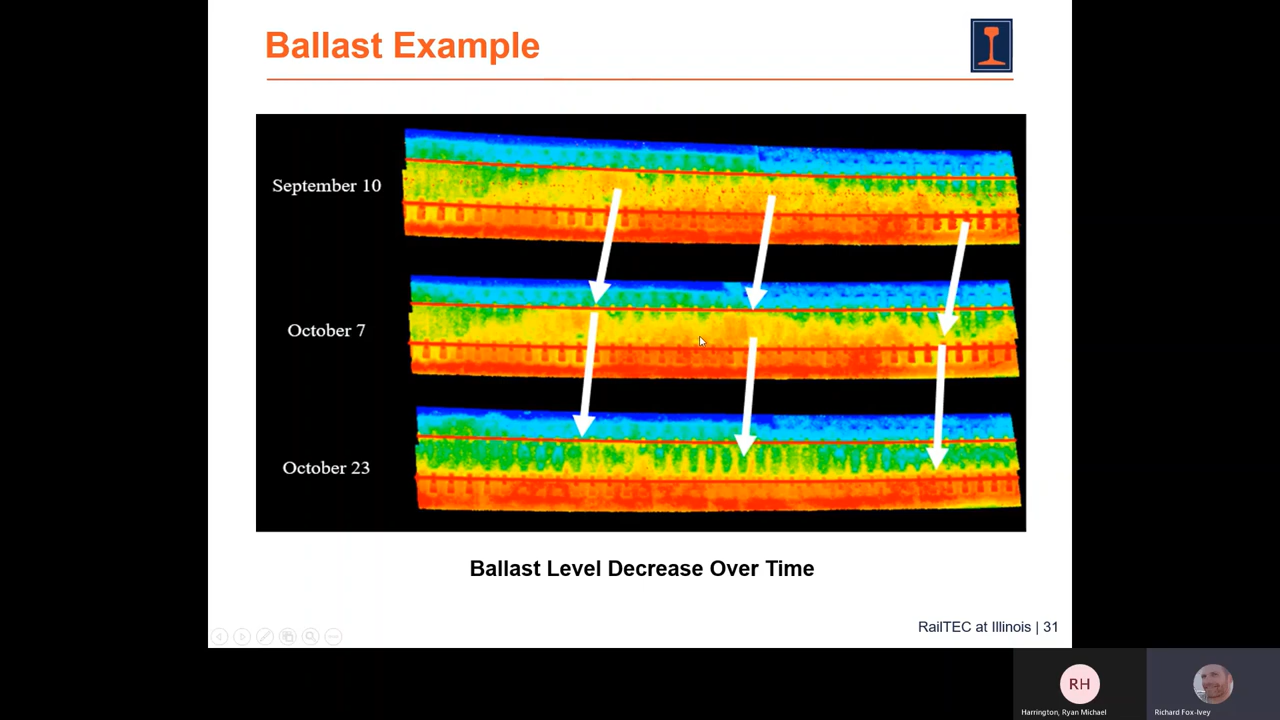 Ballast Example
September 10
October 7
October 23
Ballast Level Decrease Over Time
RailTEC at Illinois | 31
RH
Harrington, Ryan Michael
Richard Fox-Ivey